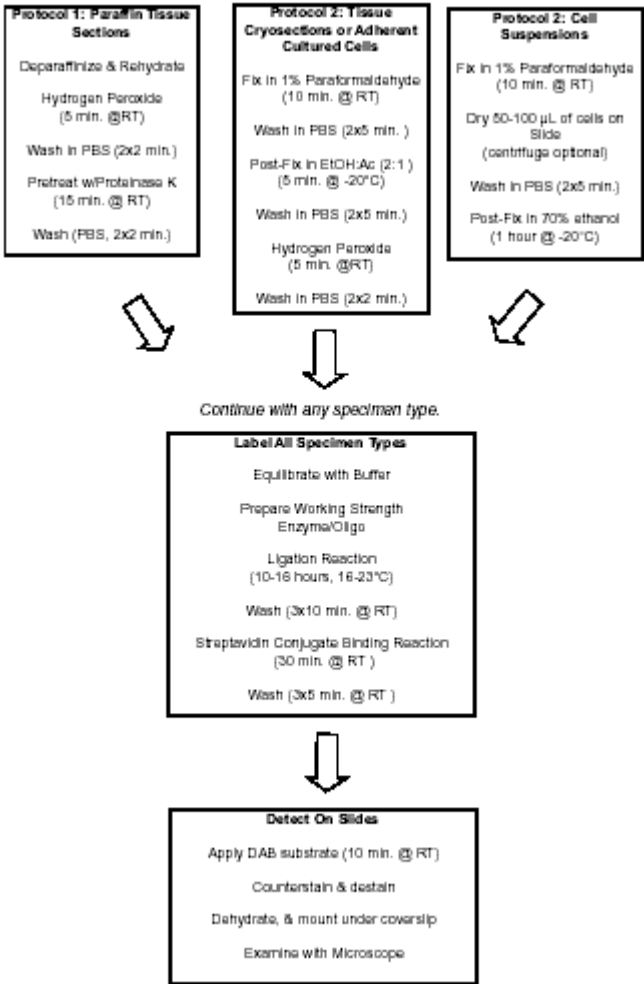 Protocol 1: Paraffin Tissue
Sections
Deparaffinize & Rehydrate
Hydrogen Peroxide
(5 min. @RT)
Wash in PBS (2x2 min.)
Pretreat w/Proteinase K
(15 min. @ RT)
Wash (PBS, 2x2 min.)
Protocol 2: Tissue
Cryosections or Adherent
Cultured Cells
Fix in 1% Paraformaldehyde
(10 min. @ RT)
Wash in PBS (2x5 min. )
Post-Fix in EtOH:Ac (2:1 )
(5 min. @ -20°C)
Wash in PBS (2x5 min.)
Hydrogen Peroxide
(5 min. @RT)
Wash in PBS (2x2 min.)
Protocol 2: Cell
Suspensions
Fix in 1% Paraformaldehyde
(10 min. @ RT)
Dry 50-100 µL of cells on
Slide
(centrifuge optional)
Wash in PBS (2x5 min.)
Post-Fix in 70% ethanol
(1 hour @ -20°C)
Continue with any specimen type.
Label All Specimen Types
Equilibrate with Buffer
Prepare Working Strength
Enzyme/Oligo
Ligation Reaction
(10-16 hours, 16-23°C)
Wash (3x10 min. @ RT)
Streptavidin Conjugate Binding Reaction
(30 min. @ RT )
Wash (3x5 min. @ RT )
Detect On Slides
Apply DAB substrate (10 min. @ RT)
Counterstain & destain
Dehydrate, & mount under coverslip
Examine with Microscope